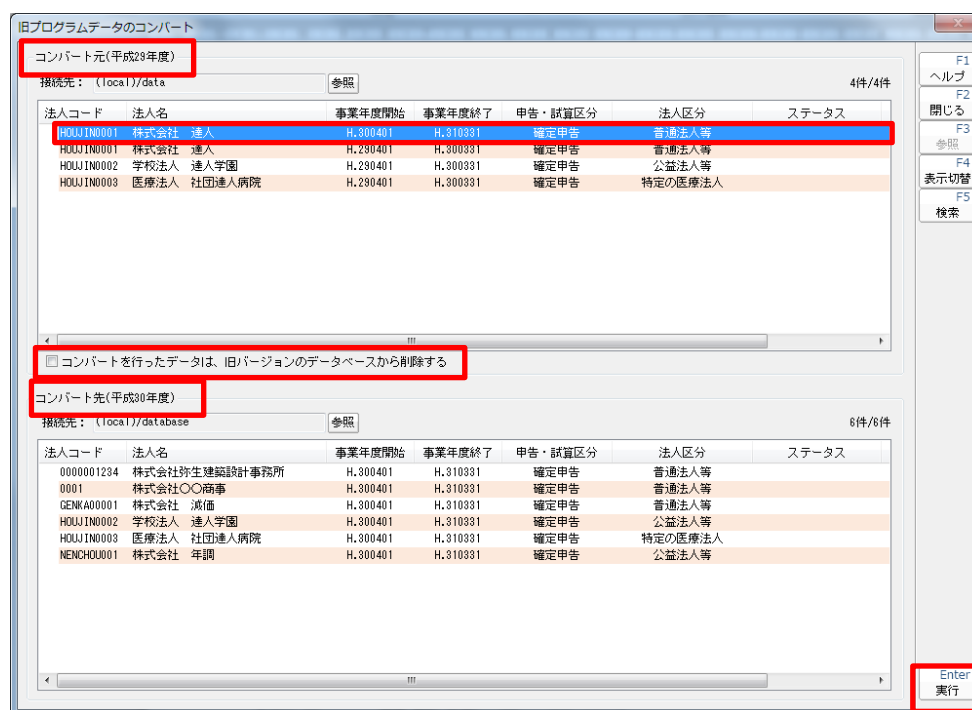 旧プログラムデータのコンバート
コンバート元(平成29年度)
接続先： (local)/data 参照 4件/4件
法人コード 法人名 事業年度開始 事業年度終了 申告・試算区分 法人区分 ステータス
HOUJIN0001 株式会社 達人 H.300401 H.310331 確定申告 普通法人等
HOUJIN0001 株式会社 達人 H.290401 H.300331 確定申告 普通法人等
HOUJIN0002 学校法人 達人学園 H.290401 H.300331 確定申告 公益法人等
HOUJIN0003 医療法人 社団達人病院 H.290401 H.300331 確定申告 特定の医療法人
コンバートを行ったデータは、旧バージョンのデータベースから削除する
コンバート先(平成30年度)
接続先： (local)/database 参照 6件/6件
法人コード 法人名 事業年度開始 事業年度終了 申告・試算区分 法人区分 ステータス
0000001234 株式会社弥生建築設計事務所 H.300401 H.310331 確定申告 普通法人等
0001 株式会社〇〇商事 H.300401 H.310331 確定申告 普通法人等
GENKA00001 株式会社 減価 H.300401 H.310331 確定申告 普通法人等
HOUJIN0002 学校法人 達人学園 H.300401 H.310331 確定申告 公益法人等
HOUJIN0003 医療法人 社団達人病院 H.300401 H.310331 確定申告 特定の医療法人
NENCHOU001 株式会社 年調 H.300401 H.310331 確定申告 公益法人等
F1
ヘルプ
F2
閉じる
F3
参照
F4
表示切替
F5
検索
Enter
実行